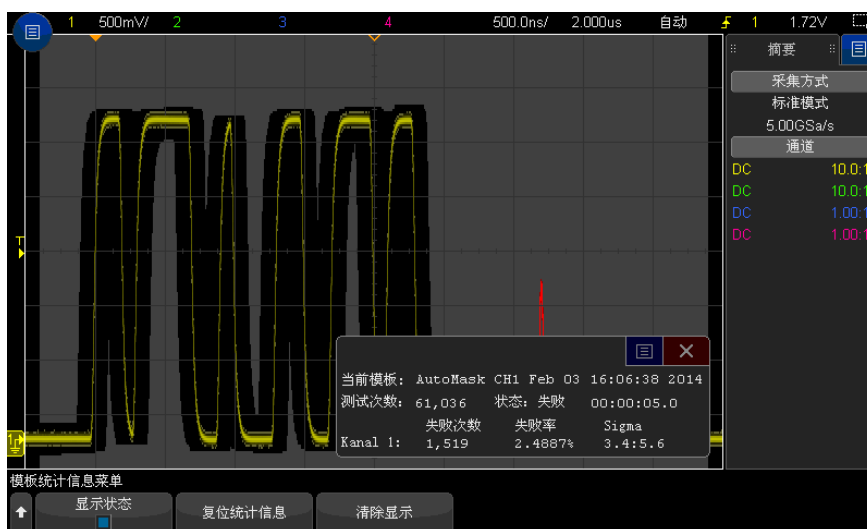 1 500mV/ 2 3 4 500.0ns/ 2.000us 自动 1 1.72V
摘要
采集方式
标准模式
5.00GSa/s
通道
DC 10.0:1
DC 10.0:1
DC 1.00:1
DC 1.00:1
T
1
当前模板: AutoMask CH1 Feb 03 16:06:38 2014
测试次数: 61,036 状态: 失败 00:00:05.0
失败次数 失败率 Sigma
Kanal 1: 1,519 2.4887% 3.4:5.6
模板统计信息菜单
显示状态 复位统计信息 清除显示